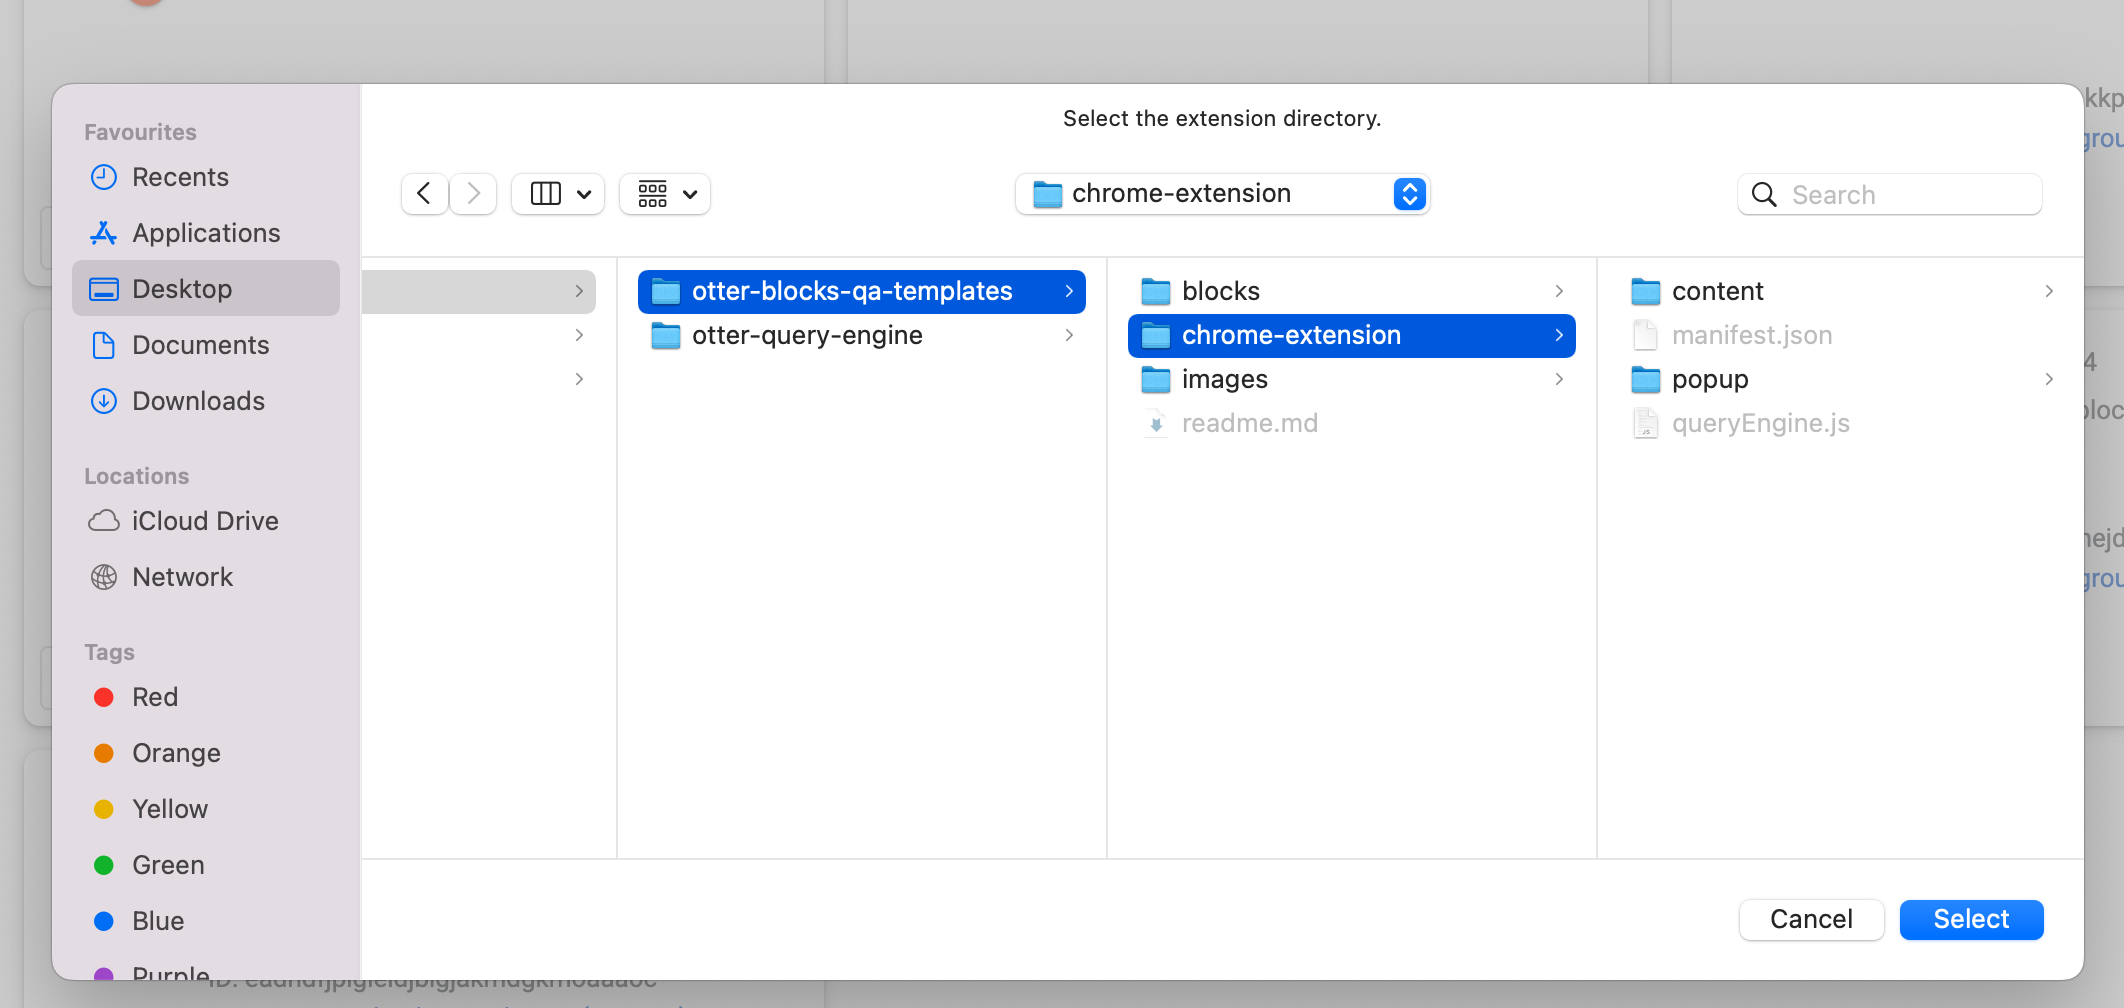 Select the extension directory.
Favourites
Recents
Applications
Desktop
Documents
Downloads
Locations
iCloud Drive
Network
Tags
Red
Orange
Yellow
Green
Blue
Purple
chrome-extension
Search
otter-blocks-qa-templates
otter-query-engine
blocks
chrome-extension
images
readme.md
content
manifest.json
popup
queryEngine.js
Cancel
Select